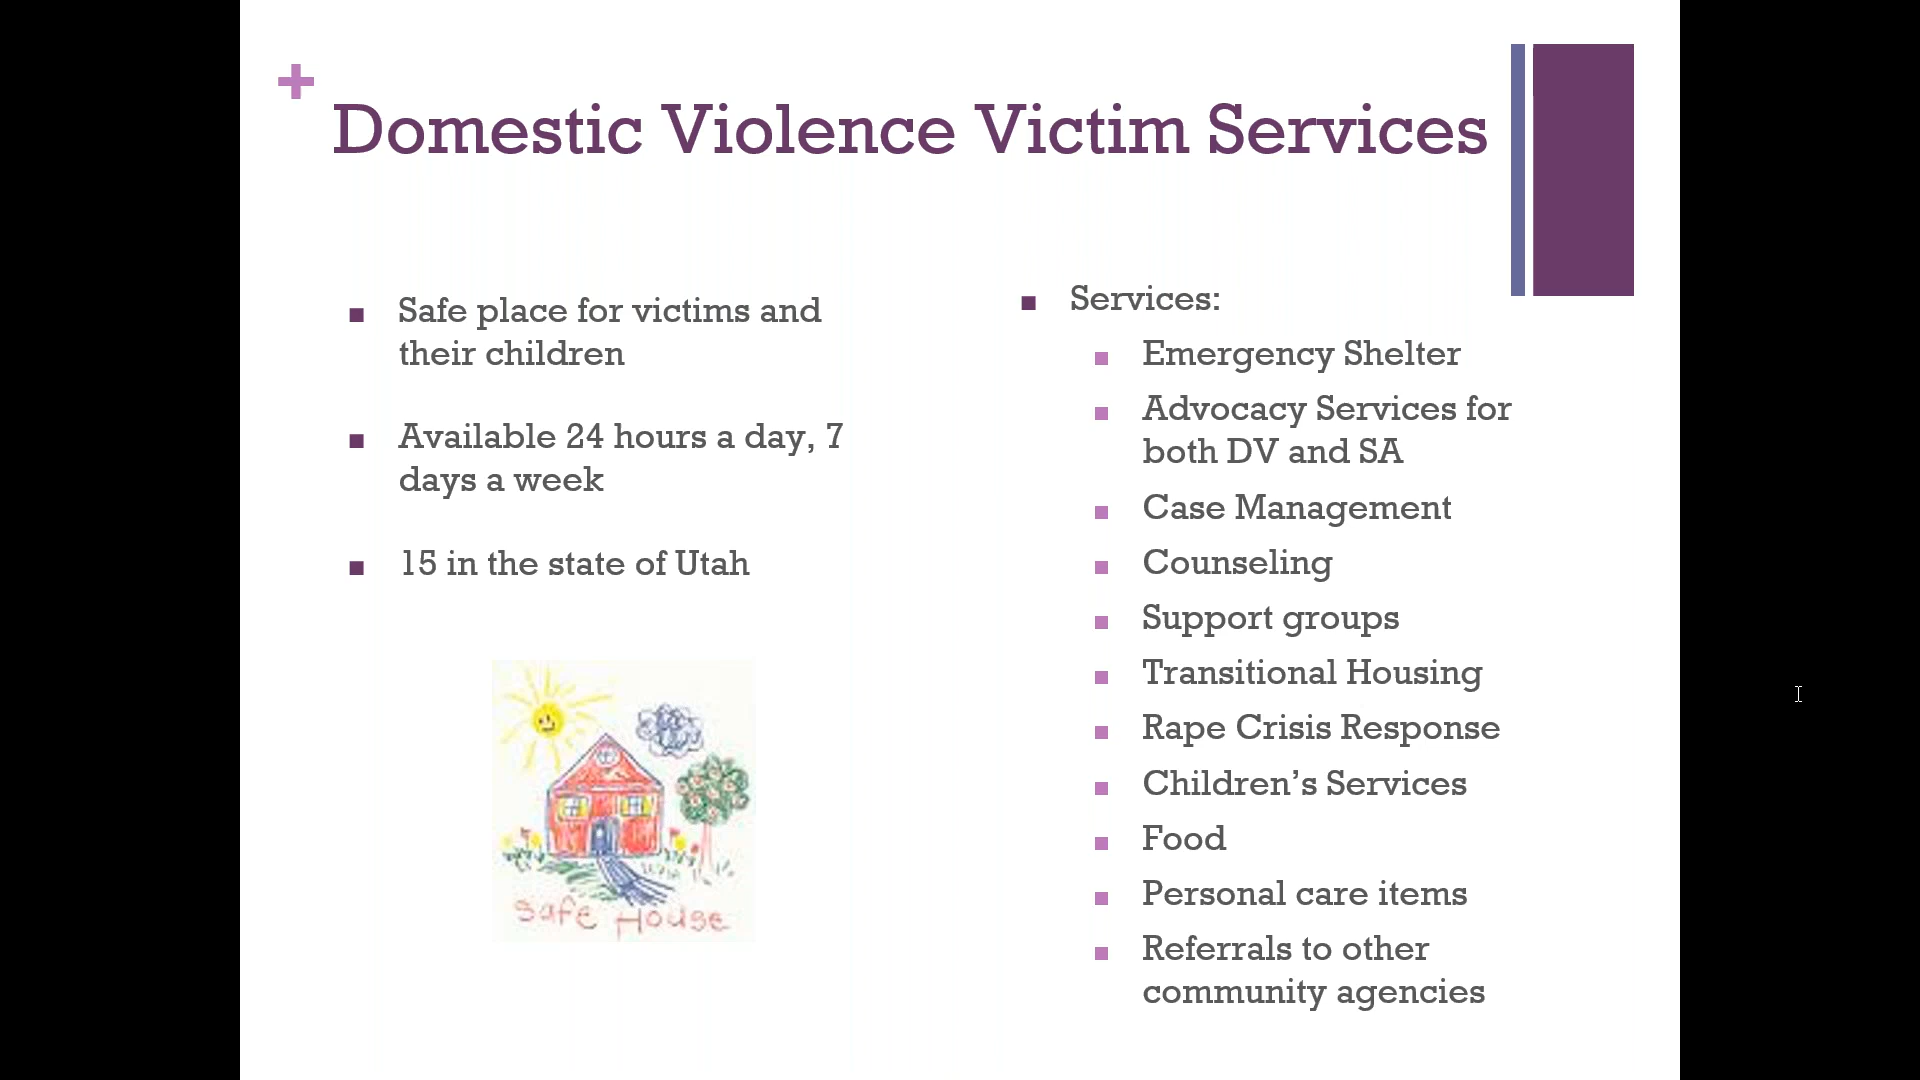 +
Domestic Violence Victim Services
Safe place for victims and
their children
Available 24 hours a day, 7
days a week
15 in the state of Utah
Safe House
Services:
Emergency Shelter
Advocacy Services for
both DV and SA
Case Management
Counseling
Support groups
Transitional Housing
Rape Crisis Response
Children’s Services
Food
Personal care items
Referrals to other
community agencies